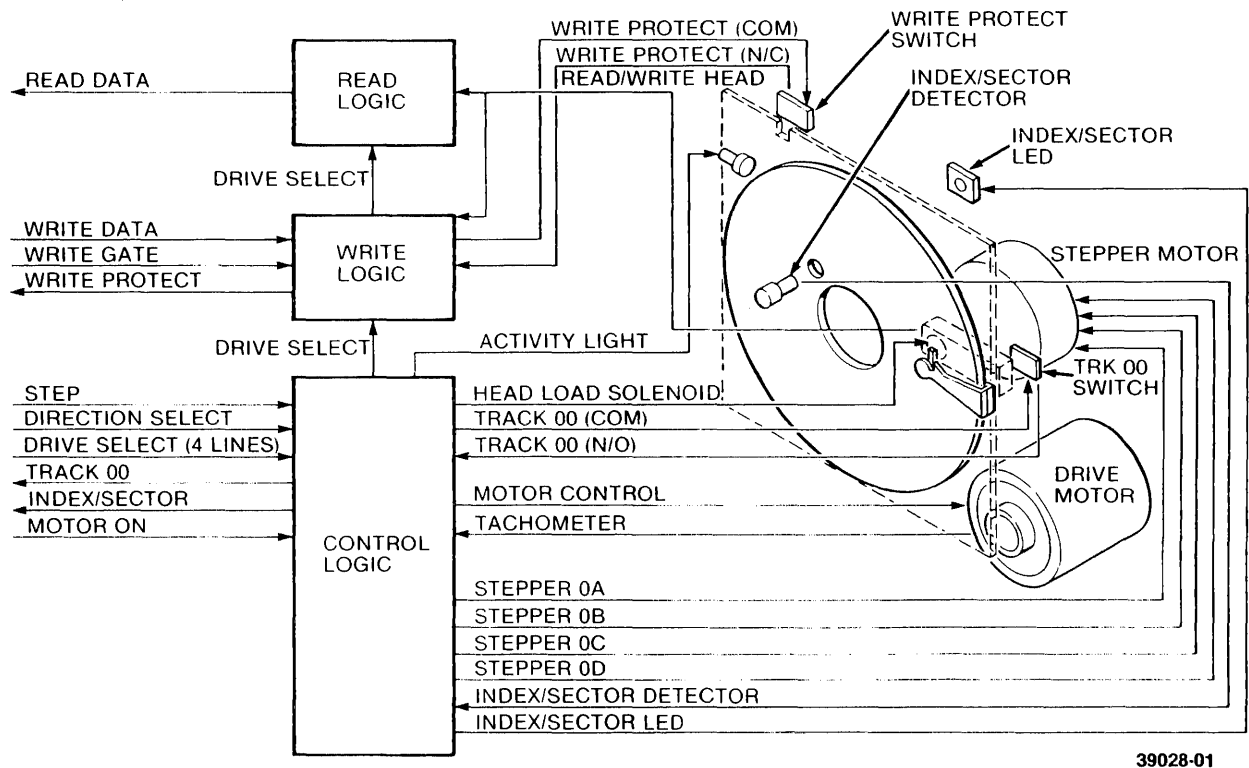 WRITE PROTECT (COM)
WRITE PROTECT (N/C)
READ/WRITE HEAD
WRITE PROTECT
SWITCH
INDEX/SECTOR
DETECTOR
INDEX/SECTOR
LED
READ DATA
READ
LOGIC
DRIVE SELECT
WRITE DATA
WRITE GATE
WRITE PROTECT
WRITE
LOGIC
STEPPER MOTOR
DRIVE SELECT
ACTIVITY LIGHT
TRK 00
SWITCH
STEP
DIRECTION SELECT
DRIVE SELECT (4 LINES)
TRACK 00
INDEX/SECTOR
MOTOR ON
CONTROL
LOGIC
HEAD LOAD SOLENOID
TRACK 00 (COM)
TRACK 00 (N/O)
MOTOR CONTROL
TACHOMETER
DRIVE
MOTOR
STEPPER 0A
STEPPER 0B
STEPPER 0C
STEPPER 0D
INDEX/SECTOR DETECTOR
INDEX/SECTOR LED
39028-01